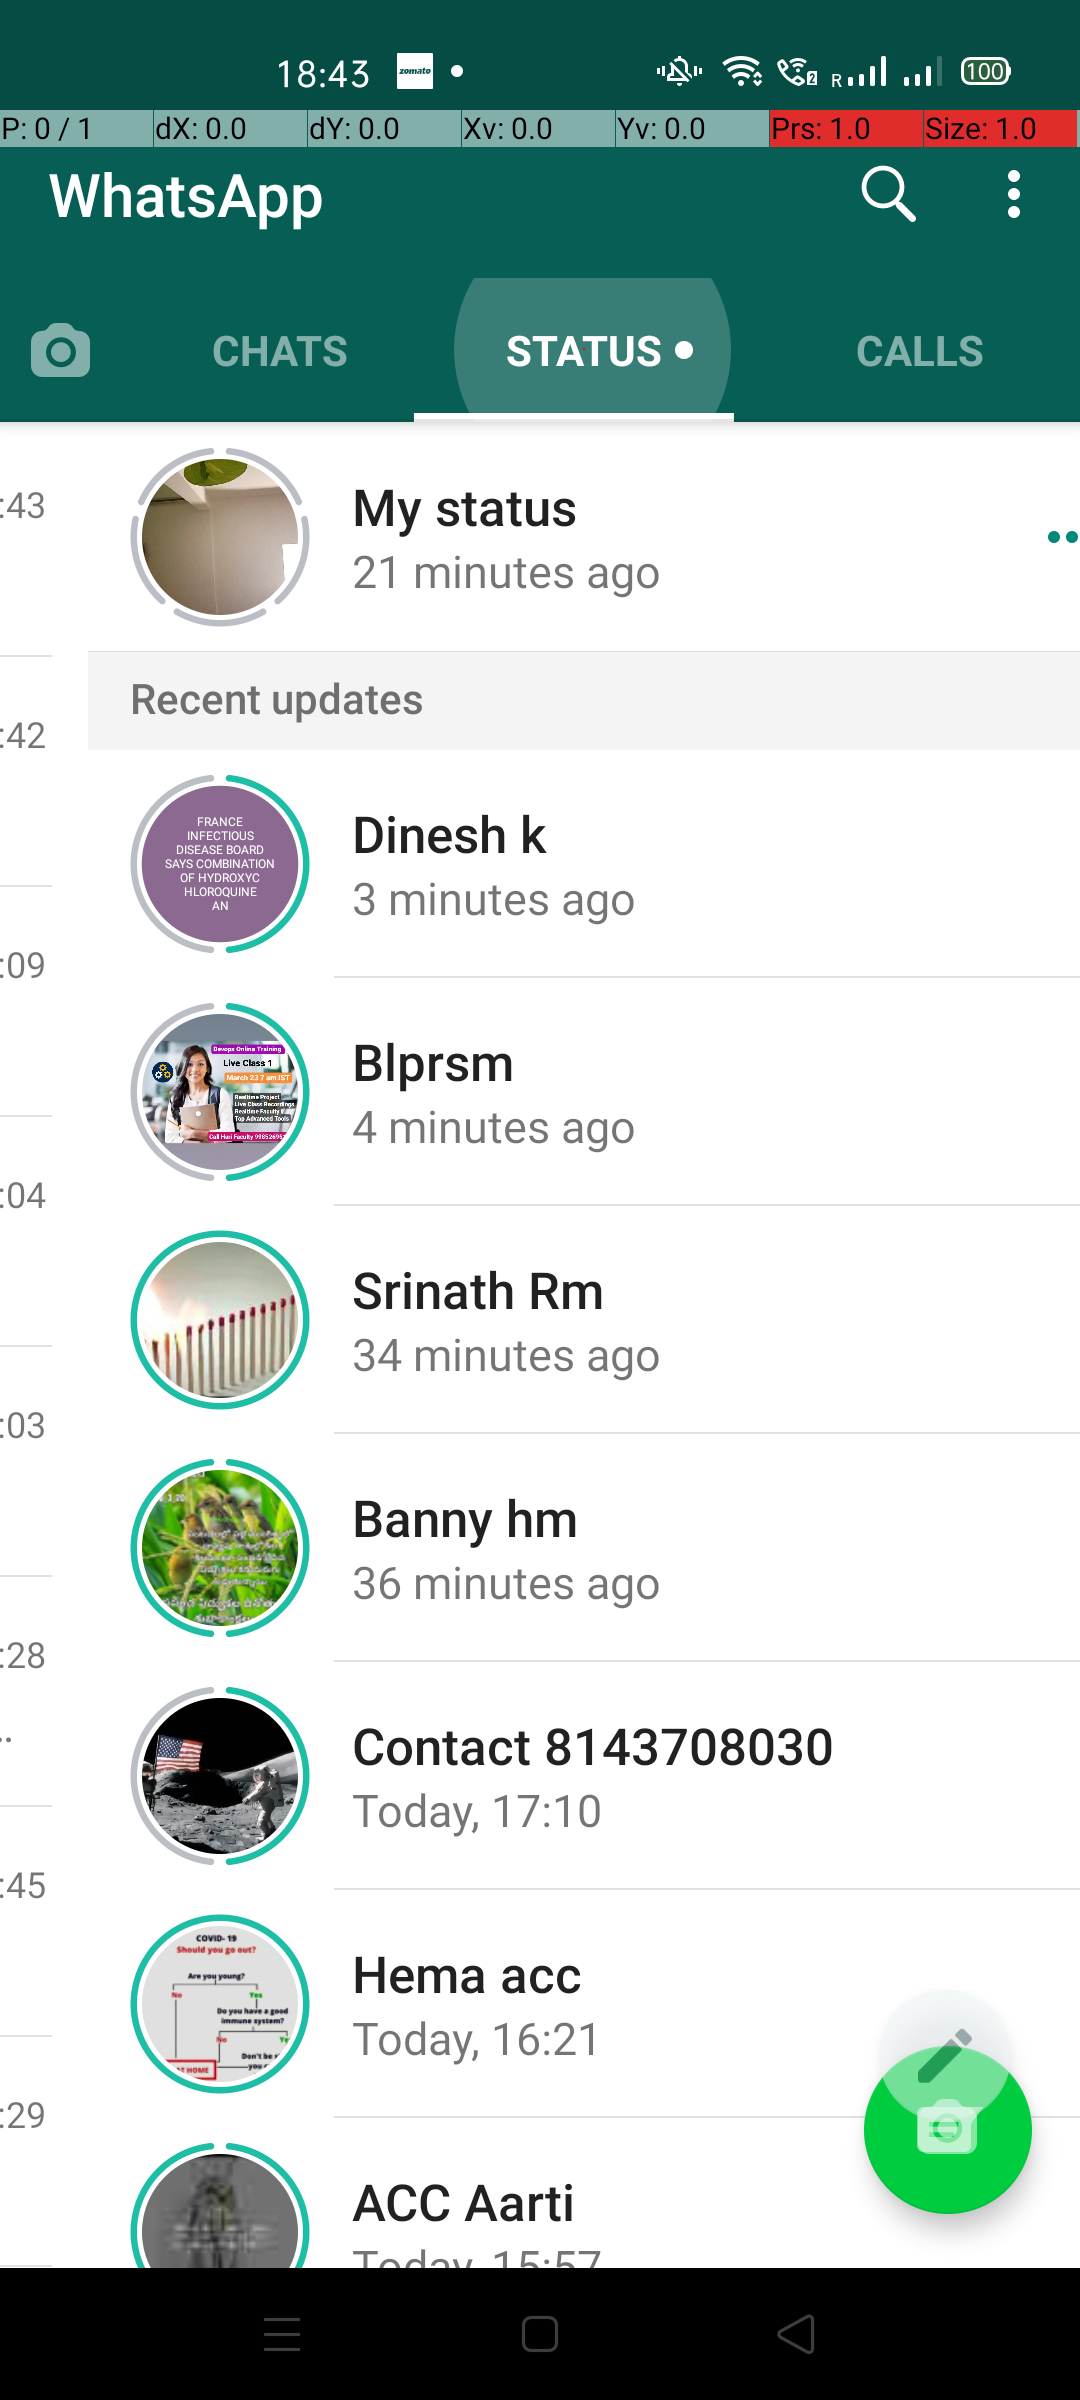 18:43 zomato R 2 100
P: 0 / 1 dX: 0.0 dY: 0.0 Xv: 0.0 Yv: 0.0 Prs: 1.0 Size: 1.0
WhatsApp
CHATS STATUS CALLS
:43
My status
21 minutes ago
Recent updates
:42
FRANCE
INFECTIOUS
DISEASE BOARD
SAYS COMBINATION
OF HYDROXYC
HLOROQUINE
AN
Dinesh k
3 minutes ago
:09
Devops Online Training
Live Class 1
March 23 7 am IST
Realtime Project
Live Class Recordings
Realtime Faculty
Top Advanced Tools
Call Hari Faculty
Blprsm
4 minutes ago
:04
Srinath Rm
34 minutes ago
:03
Banny hm
36 minutes ago
:28
..
Contact 8143708030
Today, 17:10
:45
COVID- 19
Should you go out?
Are you young?
No Yes
Do you have a good
immune system?
No Ye
Don't be
you
T HOME
Hema acc
Today, 16:21
:29
ACC Aarti
Today, 15:57